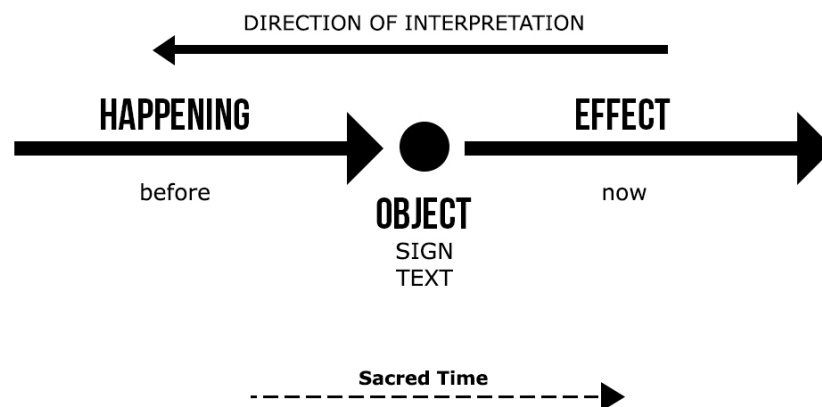 DIRECTION OF INTERPRETATION
HAPPENING
EFFECT
before
now
OBJECT
SIGN
TEXT
Sacred Time